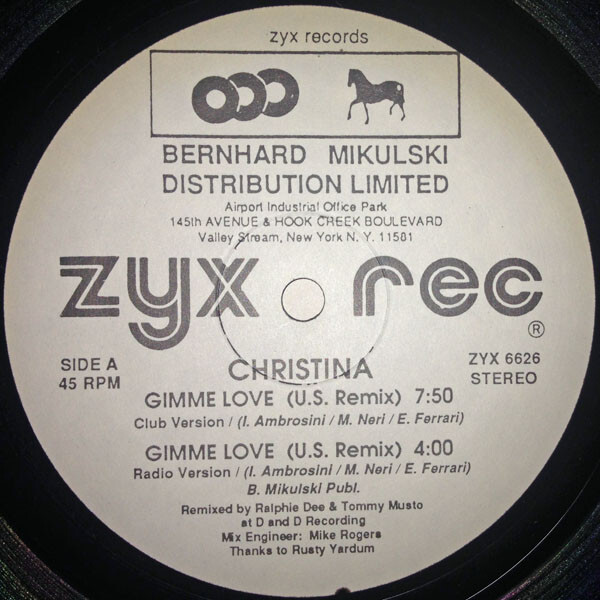 zyx records
BERNHARD MIKULSKI
DISTRIBUTION LIMITED
Airport Industrial Office Park
145th AVENUE & HOOK CREEK BOULEVARD
Valley Stream, New York N. Y. 11581
zyx rec
®
SIDE A
45 RPM
ZYX 6626
STEREO
CHRISTINA
GIMME LOVE (U.S. Remix) 7:50
Club Version / (I. Ambrosini / M. Neri / E. Ferrari)
GIMME LOVE (U.S. Remix) 4:00
Radio Version / (I. Ambrosini / M. Neri / E. Ferrari)
B. Mikulski Publ.
Remixed by Ralphie Dee & Tommy Musto
at D and D Recording
Mix Engineer: Mike Rogers
Thanks to Rusty Yardum